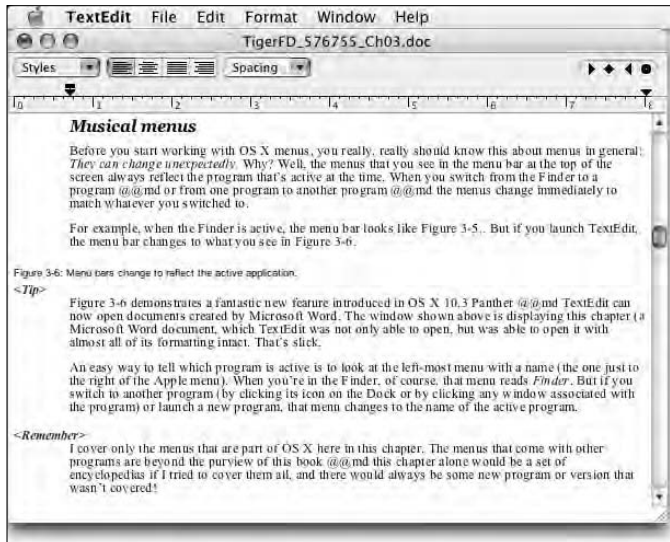 TextEdit File Edit Format Window Help
TigerFD_576755_Ch03.doc
Styles Spacing
0 1 2 3 4 5 6 7 8
Musical menus
Before you start working with OS X menus, you really, really should know this about menus in general:
They can change unexpectedly. Why? Well, the menus that you see in the menu bar at the top of the
screen always reflect the program that's active at the time. When you switch from the Finder to a
program @@md or from one program to another program @@md the menus change immediately to
match whatever you switched to.
For example, when the Finder is active, the menu bar looks like Figure 3-5.. But if you launch TextEdit,
the menu bar changes to what you see in Figure 3-6.
Figure 3-6: Menu bars change to reflect the active application.
<Tip>
Figure 3-6 demonstrates a fantastic new feature introduced in OS X 10.3 Panther @@md TextEdit can
now open documents created by Microsoft Word. The window shown above is displaying this chapter (a
Microsoft Word document, which TextEdit was not only able to open, but was able to open it with
almost all of its formatting intact. That's slick.
An easy way to tell which program is active is to look at the left-most menu with a name (the one just to
the right of the Apple menu). When you're in the Finder, of course, that menu reads Finder. But if you
switch to another program (by clicking its icon on the Dock or by clicking any window associated with
the program) or launch a new program, that menu changes to the name of the active program.
<Remember>
I cover only the menus that are part of OS X here in this chapter. The menus that come with other
programs are beyond the purview of this book @@md this chapter alone would be a set of
encyclopedias if I tried to cover them all, and there would always be some new program or version that
wasn't covered!